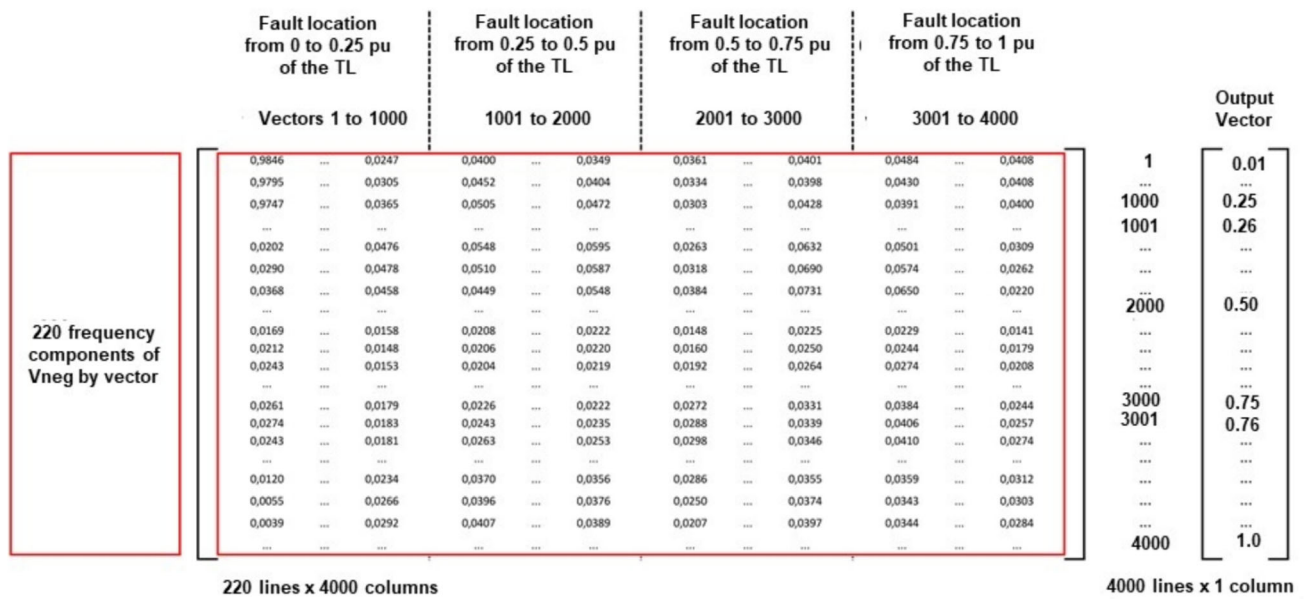 Fault location from 0 to 0.25 pu of the TL
Fault location from 0.25 to 0.5 pu of the TL
Fault location from 0.5 to 0.75 pu of the TL
Fault location from 0.75 to 1 pu of the TL
Vectors 1 to 1000
1001 to 2000
2001 to 3000
3001 to 4000
Output Vector
220 frequency components of Vneg by vector
0,9846 ... 0,0247 0,0400 ... 0,0349 0,0361 ... 0,0401 0,0484 ... 0,0408
0,9795 ... 0,0305 0,0452 ... 0,0404 0,0334 ... 0,0398 0,0430 ... 0,0408
0,9747 ... 0,0365 0,0505 ... 0,0472 0,0303 ... 0,0428 0,0391 ... 0,0400
... ... ... ... ... ... ... ... ... ... ... ...
0,0202 ... 0,0476 0,0548 ... 0,0595 0,0263 ... 0,0632 0,0501 ... 0,0309
0,0290 ... 0,0478 0,0510 ... 0,0587 0,0318 ... 0,0690 0,0574 ... 0,0262
0,0368 ... 0,0458 0,0449 ... 0,0548 0,0384 ... 0,0731 0,0650 ... 0,0220
... ... ... ... ... ... ... ... ... ... ... ...
0,0169 ... 0,0158 0,0208 ... 0,0222 0,0148 ... 0,0225 0,0229 ... 0,0141
0,0212 ... 0,0148 0,0206 ... 0,0220 0,0160 ... 0,0250 0,0244 ... 0,0179
0,0243 ... 0,0153 0,0204 ... 0,0219 0,0192 ... 0,0264 0,0274 ... 0,0208
... ... ... ... ... ... ... ... ... ... ... ...
0,0261 ... 0,0179 0,0226 ... 0,0222 0,0272 ... 0,0331 0,0384 ... 0,0244
0,0274 ... 0,0183 0,0243 ... 0,0235 0,0288 ... 0,0339 0,0406 ... 0,0257
0,0243 ... 0,0181 0,0263 ... 0,0253 0,0298 ... 0,0346 0,0410 ... 0,0274
... ... ... ... ... ... ... ... ... ... ... ...
0,0120 ... 0,0234 0,0370 ... 0,0356 0,0286 ... 0,0355 0,0359 ... 0,0312
0,0055 ... 0,0266 0,0396 ... 0,0376 0,0250 ... 0,0374 0,0343 ... 0,0303
0,0039 ... 0,0292 0,0407 ... 0,0389 0,0207 ... 0,0397 0,0344 ... 0,0284
... ... ... ... ... ... ... ... ... ... ... ...
1 0.01
... ...
1000 0.25
1001 0.26
... ...
... ...
... ...
2000 0.50
... ...
... ...
... ...
... ...
3000 0.75
3001 0.76
... ...
... ...
... ...
... ...
... ...
4000 1.0
220 lines x 4000 columns
4000 lines x 1 column